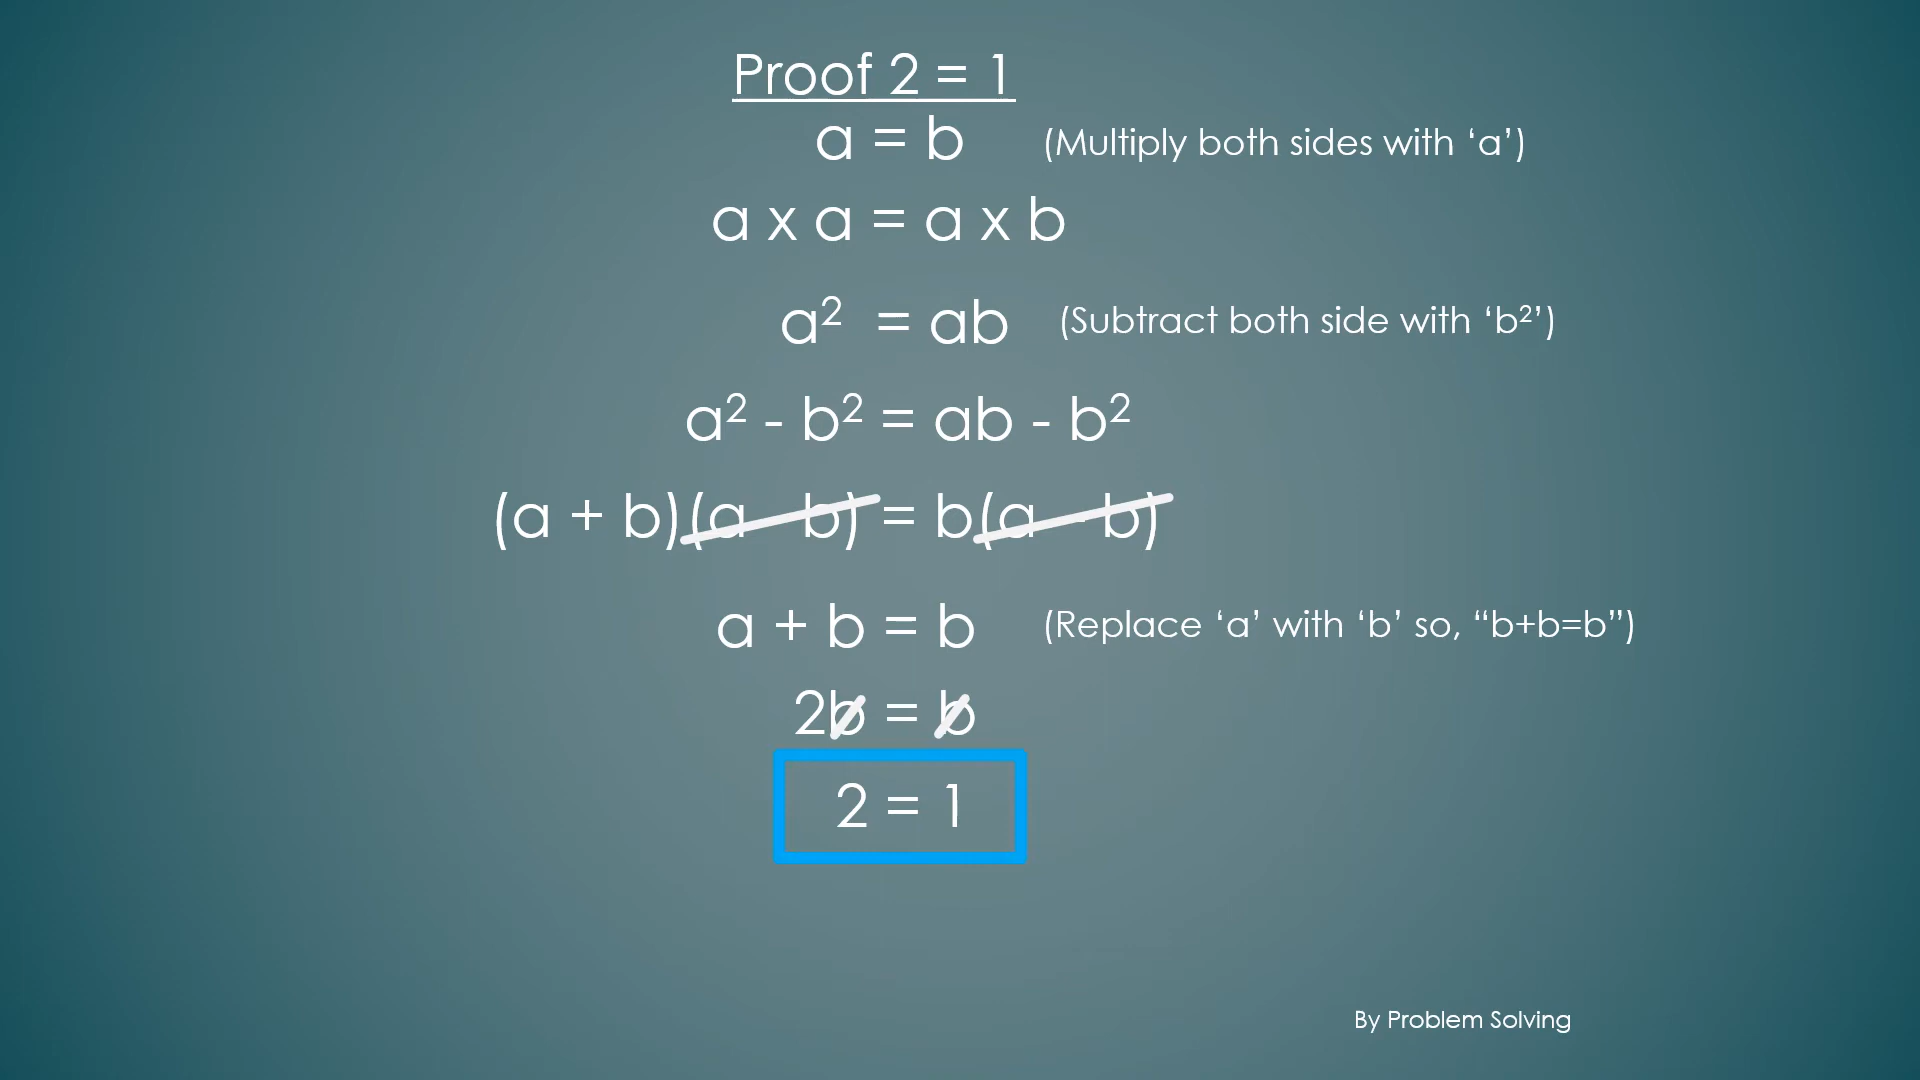 Proof 2 = 1
a = b (Multiply both sides with ‘a’)
a x a = a x b
a² = ab (Subtract both side with ‘b²’)
a² - b² = ab - b²
(a + b)(a - b) = b(a - b)
a + b = b (Replace ‘a’ with ‘b’ so, “b+b=b”)
2b = b
2 = 1
By Problem Solving